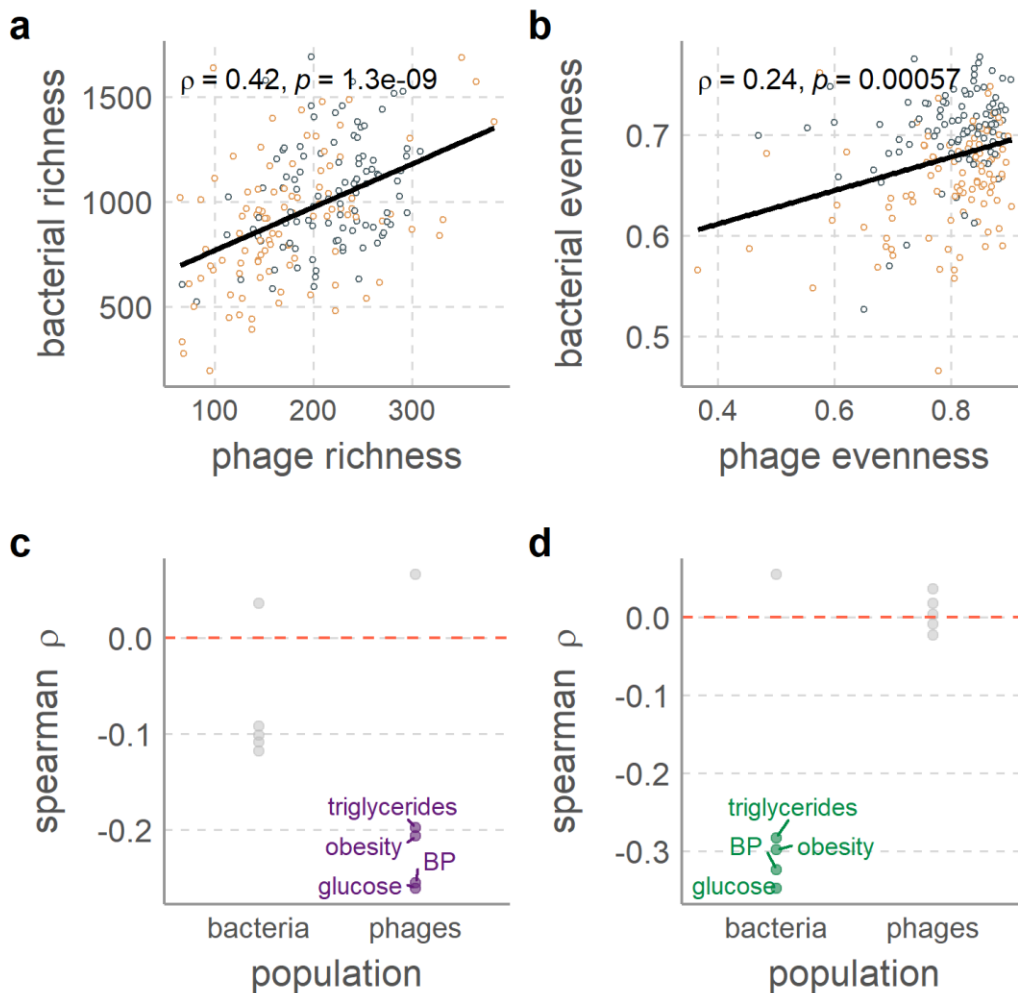 a
ρ = 0.42, p = 1.3e-09
bacterial richness
1500
1000
500
100 200 300
phage richness
b
ρ = 0.24, p = 0.00057
bacterial evenness
0.7
0.6
0.5
0.4 0.6 0.8
phage evenness
c
spearman ρ
0.0
-0.1
-0.2
triglycerides
obesity
BP
glucose
bacteria phages
population
d
spearman ρ
0.0
-0.1
-0.2
-0.3
triglycerides
BP obesity
glucose
bacteria phages
population